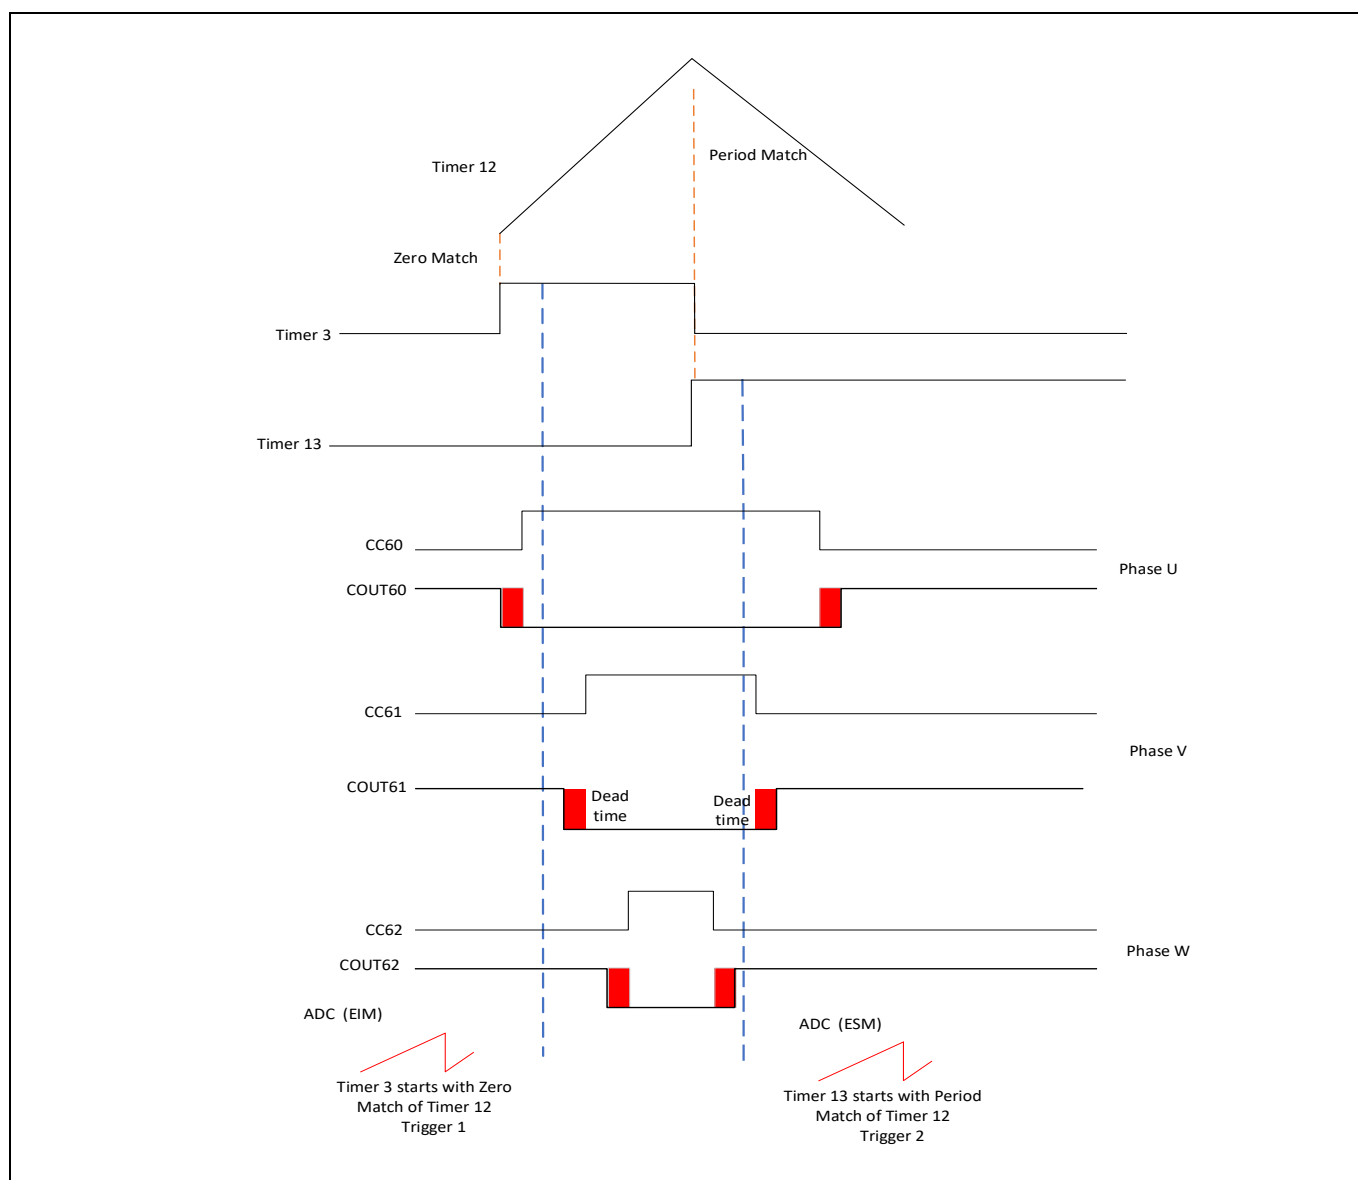 Period Match
Timer 12
Zero Match
Timer 3
Timer 13
CC60
Phase U
COUT60
CC61
Phase V
COUT61
Dead
time
Dead
time
CC62
Phase W
COUT62
ADC (EIM)
Timer 3 starts with Zero
Match of Timer 12
Trigger 1
ADC (ESM)
Timer 13 starts with Period
Match of Timer 12
Trigger 2